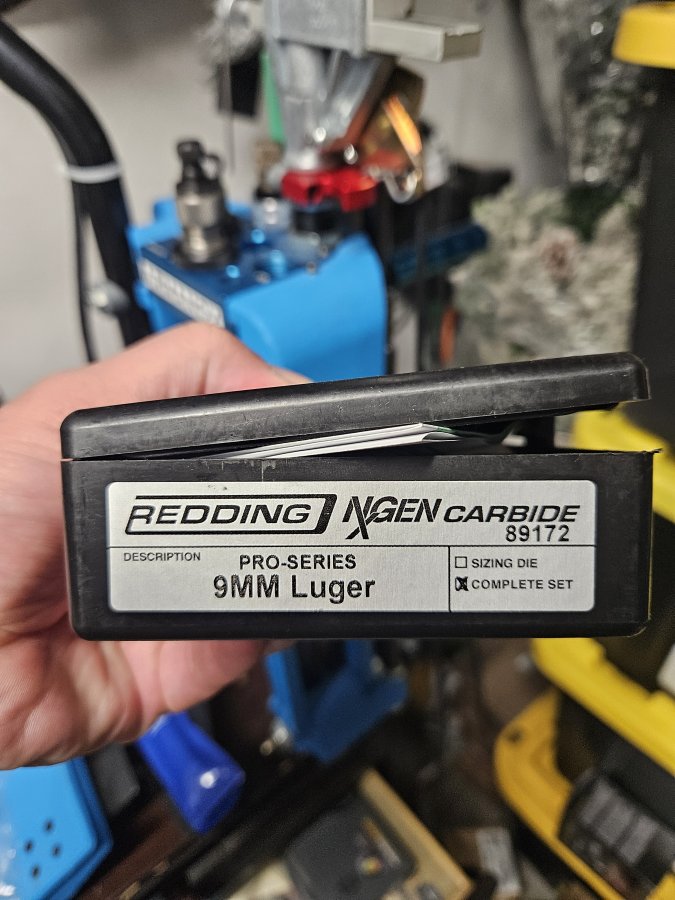 REDDING NXGEN CARBIDE
89172
DESCRIPTION
PRO-SERIES
9MM Luger
SIZING DIE
COMPLETE SET